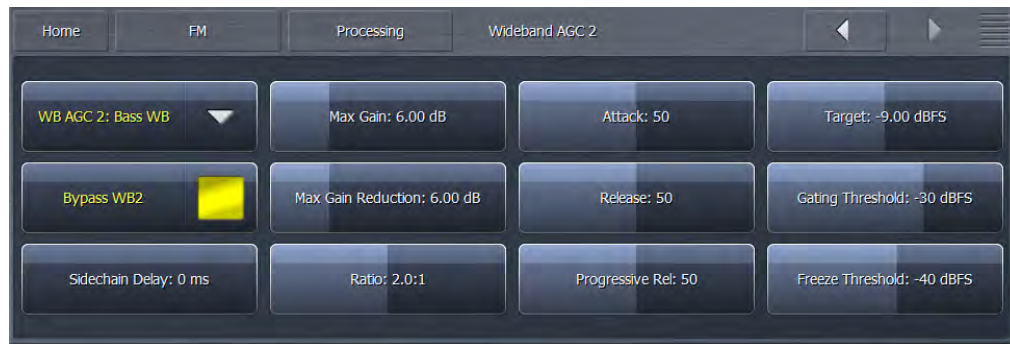 Home FM Processing Wideband AGC 2
WB AGC 2: Bass WB Max Gain: 6.00 dB Attack: 50 Target: -9.00 dBFS
Bypass WB2 Max Gain Reduction: 6.00 dB Release: 50 Gating Threshold: -30 dBFS
Sidechain Delay: 0 ms Ratio: 2.0:1 Progressive Rel: 50 Freeze Threshold: -40 dBFS